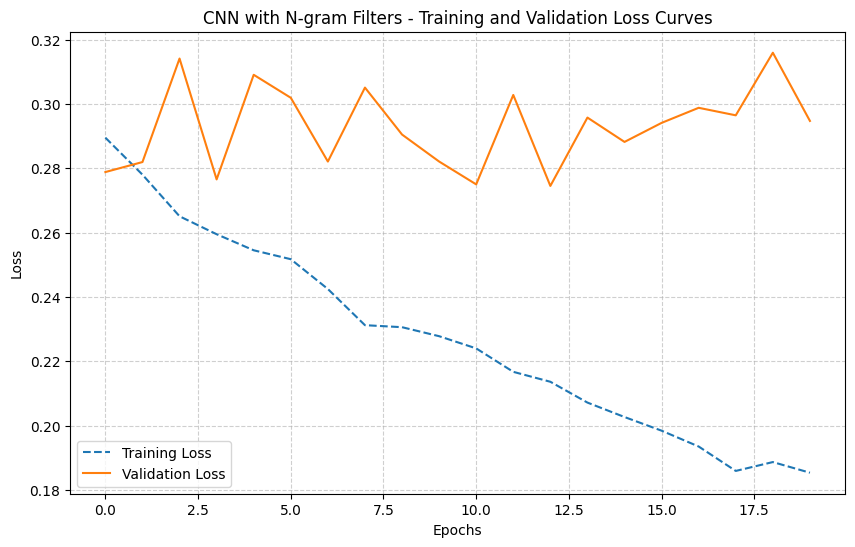 CNN with N-gram Filters - Training and Validation Loss Curves
0.32
0.30
0.28
0.26
0.24
0.22
0.20
0.18
Loss
Training Loss
Validation Loss
0.0 2.5 5.0 7.5 10.0 12.5 15.0 17.5
Epochs